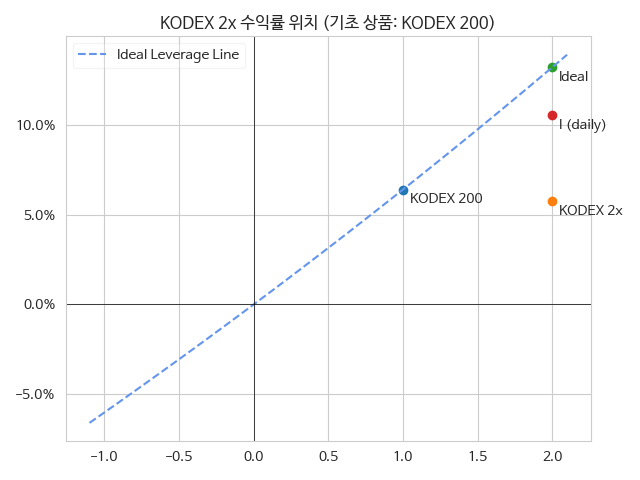 KODEX 2x 수익률 위치 (기초 상품: KODEX 200)
Ideal Leverage Line
Ideal
I (daily)
KODEX 200
KODEX 2x
10.0%
5.0%
0.0%
−5.0%
−1.0 −0.5 0.0 0.5 1.0 1.5 2.0